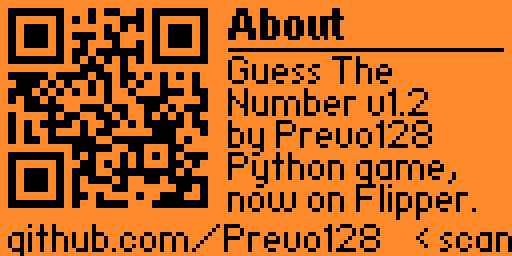 About
Guess The
Number v1.2
by Prevo128
Python game,
now on Flipper.
github.com/Prevo128 < scan